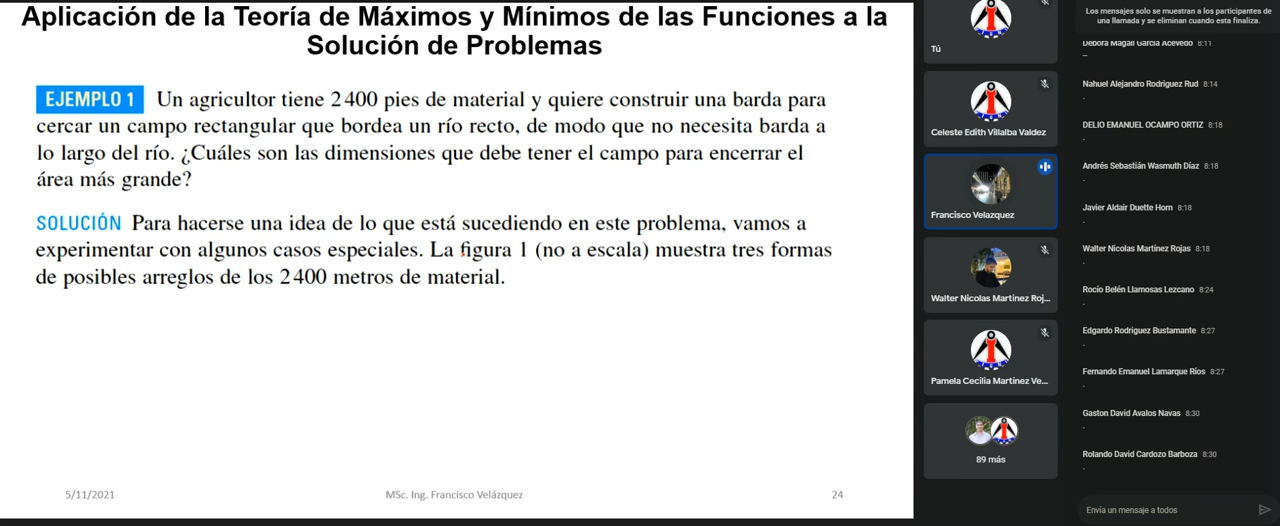 Aplicación de la Teoría de Máximos y Mínimos de las Funciones a la
Solución de Problemas
EJEMPLO 1 Un agricultor tiene 2 400 pies de material y quiere construir una barda para
cercar un campo rectangular que bordea un río recto, de modo que no necesita barda a
lo largo del río. ¿Cuáles son las dimensiones que debe tener el campo para encerrar el
área más grande?
SOLUCIÓN Para hacerse una idea de lo que está sucediendo en este problema, vamos a
experimentar con algunos casos especiales. La figura 1 (no a escala) muestra tres formas
de posibles arreglos de los 2 400 metros de material.
5/11/2021
MSc. Ing. Francisco Velázquez
24
Tú
Celeste Edith Villalba Valdez
Francisco Velazquez
Walter Nicolas Martinez Roj...
Pamela Cecilia Martinez Ve...
89 más
Los mensajes solo se muestran a los participantes de
una llamada y se eliminan cuando esta finaliza.
Debora Magali Garcia Acevedo 8:11
Nahuel Alejandro Rodriguez Rud 8:14
.
DELIO EMANUEL OCAMPO ORTIZ 8:18
.
Andrés Sebastián Wasmuth Díaz 8:18
.
Javier Aldair Duette Horn 8:18
.
Walter Nicolas Martínez Rojas 8:18
.
Rocío Belén Llamosas Lezcano 8:24
.
Edgardo Rodriguez Bustamante 8:27
.
Fernando Emanuel Lamarque Ríos 8:27
.
Gaston David Avalos Navas 8:30
.
Rolando David Cardozo Barboza 8:30
.
Envía un mensaje a todos